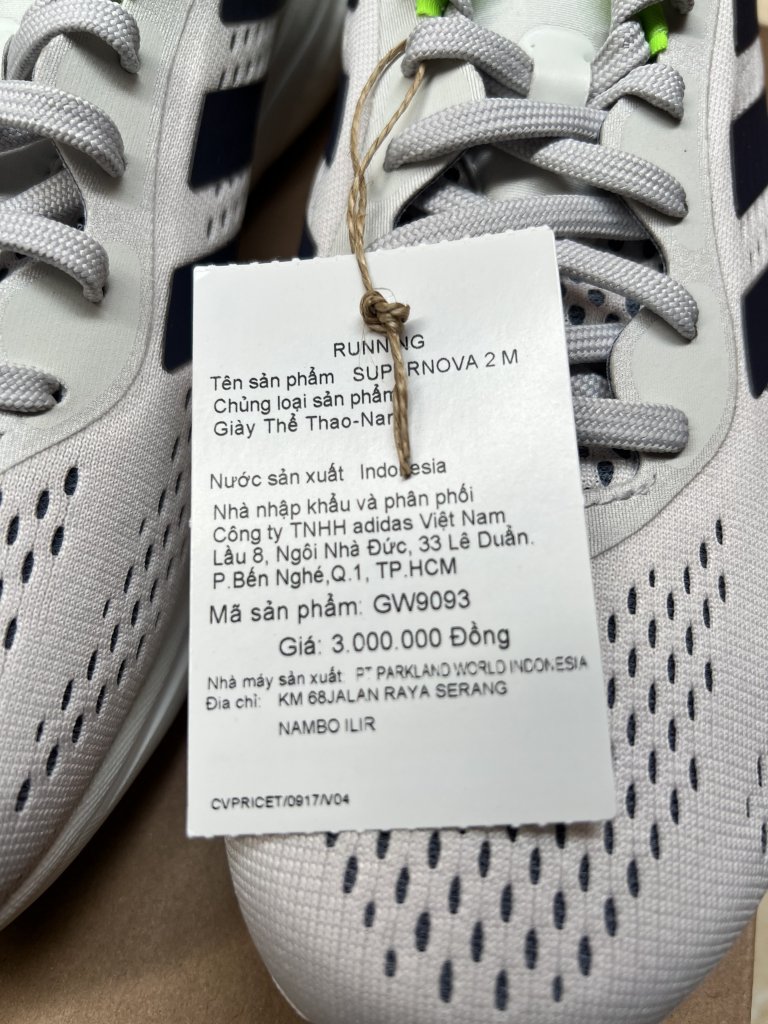 RUNNING
Tên sản phẩm SUPERNOVA 2 M
Chủng loại sản phẩm
Giày Thể Thao-Nam
Nước sản xuất Indonesia
Nhà nhập khẩu và phân phối
Công ty TNHH adidas Việt Nam
Lầu 8, Ngôi Nhà Đức, 33 Lê Duẩn.
P.Bến Nghé,Q.1, TP.HCM
Mã sản phẩm: GW9093
Giá: 3.000.000 Đồng
Nhà máy sản xuất: PT PARKLAND WORLD INDONESIA
Địa chỉ: KM 68JALAN RAYA SERANG
NAMBO ILIR
CVPRICET/0917/V04